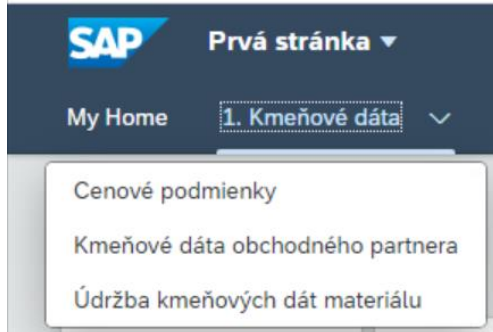 SAP Prvá stránka
My Home 1. Kmeňové dáta
Cenové podmienky
Kmeňové dáta obchodného partnera
Údržba kmeňových dát materiálu